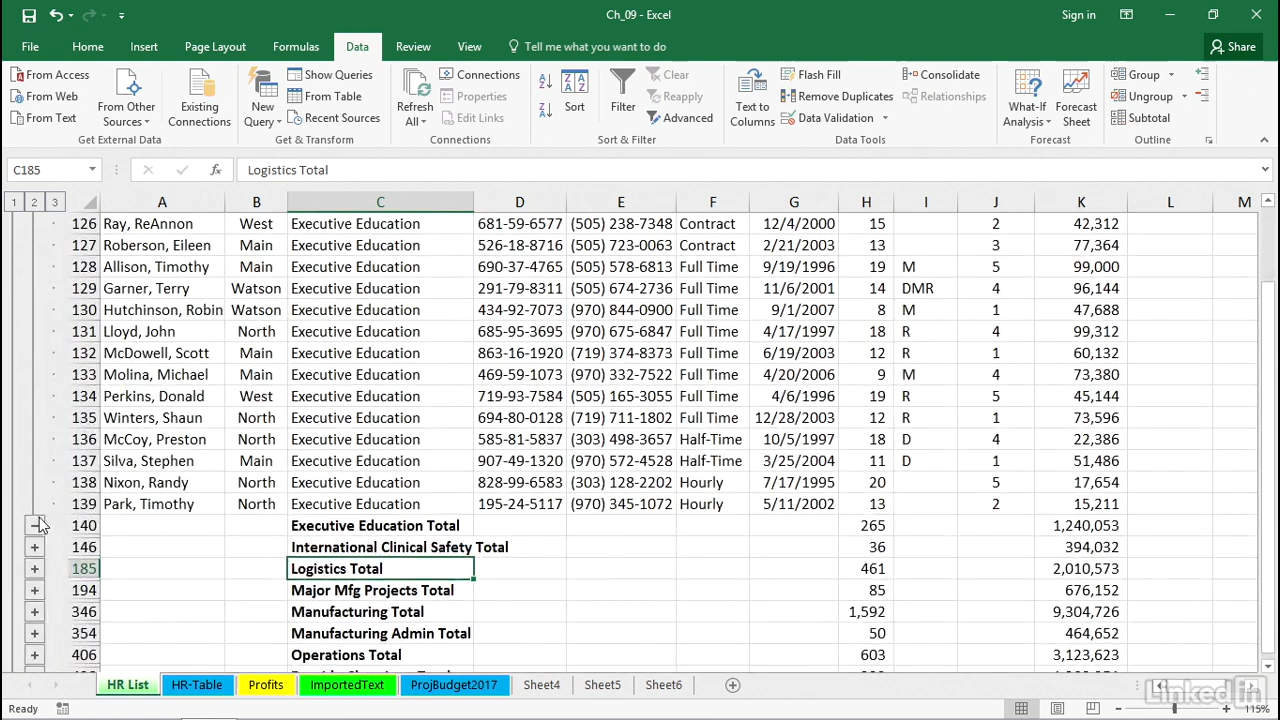 Ch_09 - Excel
Sign in
File Home Insert Page Layout Formulas Data Review View Tell me what you want to do Share
From Access
From Web
From Text
From Other Sources
Existing Connections
Get External Data
New Query
Show Queries
From Table
Recent Sources
Get & Transform
Refresh All
Connections
Properties
Edit Links
Connections
Sort
Filter
Clear
Reapply
Advanced
Sort & Filter
Text to Columns
Flash Fill
Remove Duplicates
Data Validation
Consolidate
Relationships
Data Tools
What-If Analysis
Forecast Sheet
Forecast
Group
Ungroup
Subtotal
Outline
C185 fx Logistics Total
1 2 3 A B C D E F G H I J K L M
126 Ray, ReAnnon West Executive Education 681-59-6577 (505) 238-7348 Contract 12/4/2000 15 2 42,312
127 Roberson, Eileen Main Executive Education 526-18-8716 (505) 723-0063 Contract 2/21/2003 13 3 77,364
128 Allison, Timothy Main Executive Education 690-37-4765 (505) 578-6813 Full Time 9/19/1996 19 M 5 99,000
129 Garner, Terry Watson Executive Education 291-79-8311 (505) 674-2736 Full Time 11/6/2001 14 DMR 4 96,144
130 Hutchinson, Robin Watson Executive Education 434-92-7073 (970) 844-0900 Full Time 9/1/2007 8 M 1 47,688
131 Lloyd, John North Executive Education 685-95-3695 (970) 675-6847 Full Time 4/17/1997 18 R 4 99,312
132 McDowell, Scott Main Executive Education 863-16-1920 (719) 374-8373 Full Time 6/19/2003 12 R 1 60,132
133 Molina, Michael Main Executive Education 469-59-1073 (970) 332-7522 Full Time 4/20/2006 9 M 4 73,380
134 Perkins, Donald West Executive Education 719-93-7584 (505) 165-3055 Full Time 4/6/1996 19 R 5 45,144
135 Winters, Shaun North Executive Education 694-80-0128 (719) 711-1802 Full Time 12/28/2003 12 R 1 73,596
136 McCoy, Preston North Executive Education 585-81-5837 (303) 498-3657 Half-Time 10/5/1997 18 D 4 22,386
137 Silva, Stephen Main Executive Education 907-49-1320 (970) 572-4528 Half-Time 3/25/2004 11 D 1 51,486
138 Nixon, Randy North Executive Education 828-99-6583 (303) 128-2202 Hourly 7/17/1995 20 5 17,654
139 Park, Timothy North Executive Education 195-24-5117 (970) 345-1072 Hourly 5/11/2002 13 2 15,211
140 Executive Education Total 265 1,240,053
146 International Clinical Safety Total 36 394,032
185 Logistics Total 461 2,010,573
194 Major Mfg Projects Total 85 676,152
346 Manufacturing Total 1,592 9,304,726
354 Manufacturing Admin Total 50 464,652
406 Operations Total 603 3,123,623
HR List HR-Table Profits ImportedText ProjBudget2017 Sheet4 Sheet5 Sheet6
Linked in
Ready 115%